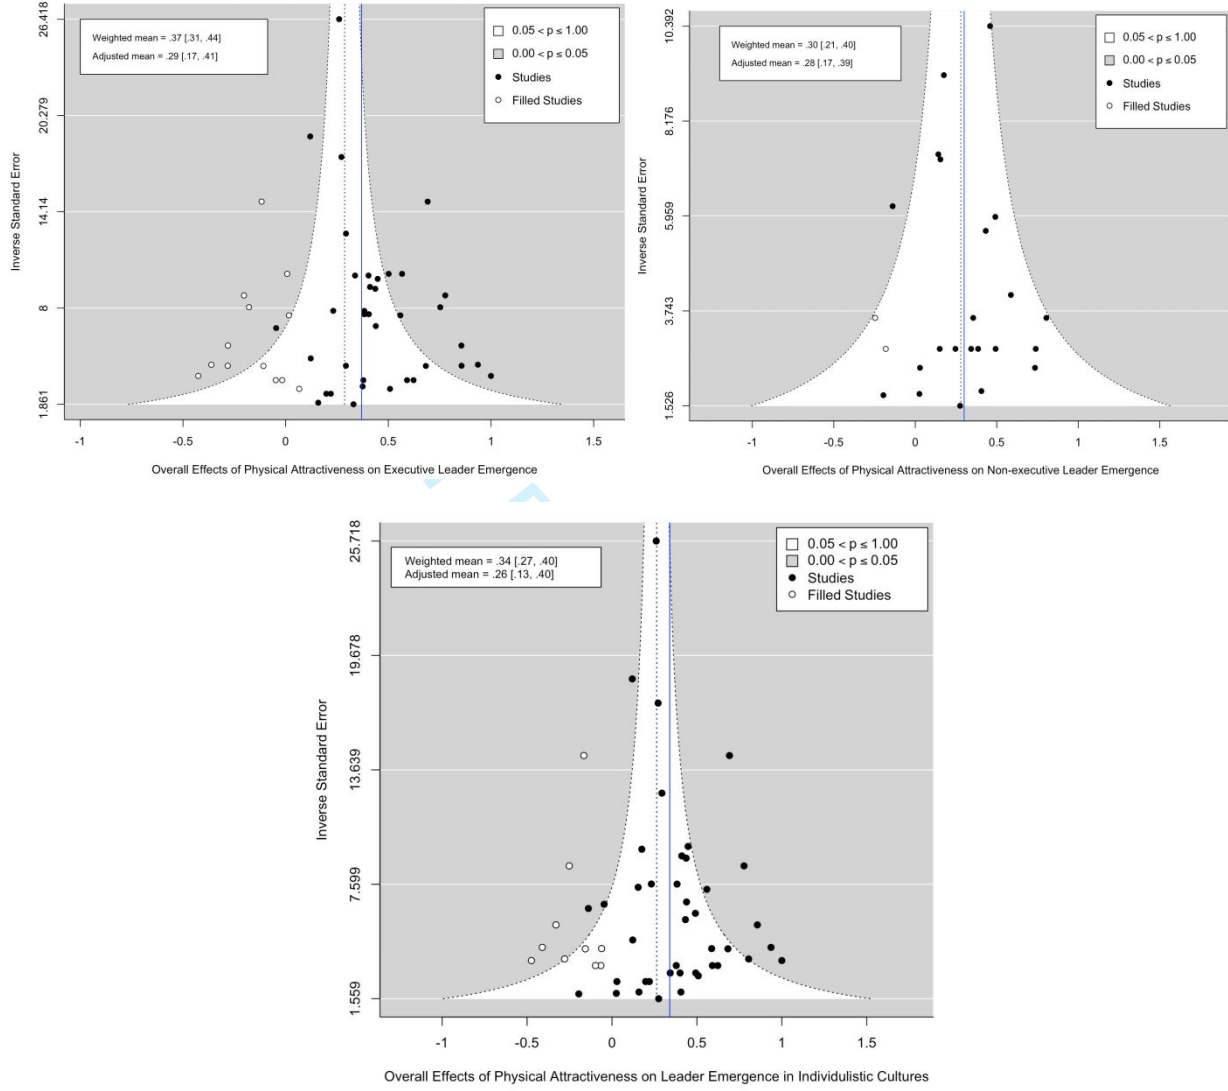 Weighted mean = .37 [.31, .44]
Adjusted mean = .29 [.17, .41]
0.05 < p ≤ 1.00
0.00 < p ≤ 0.05
Studies
Filled Studies
Inverse Standard Error
26.418
20.279
14.14
8
1.861
-1
-0.5
0
0.5
1
1.5
Overall Effects of Physical Attractiveness on Executive Leader Emergence
Weighted mean = .30 [.21, .40]
Adjusted mean = .28 [.17, .39]
0.05 < p ≤ 1.00
0.00 < p ≤ 0.05
Studies
Filled Studies
Inverse Standard Error
10.392
8.176
5.959
3.743
1.526
-1
-0.5
0
0.5
1
1.5
Overall Effects of Physical Attractiveness on Non-executive Leader Emergence
Weighted mean = .34 [.27, .40]
Adjusted mean = .26 [.13, .40]
0.05 < p ≤ 1.00
0.00 < p ≤ 0.05
Studies
Filled Studies
Inverse Standard Error
25.718
19.678
13.639
7.599
1.559
-1
-0.5
0
0.5
1
1.5
Overall Effects of Physical Attractiveness on Leader Emergence in Individulistic Cultures